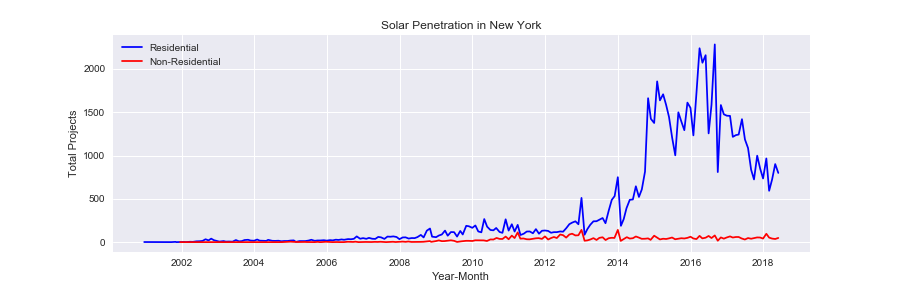 Solar Penetration in New York
Residential
Non-Residential
Total Projects
2000
1500
1000
500
0
2002 2004 2006 2008 2010 2012 2014 2016 2018
Year-Month